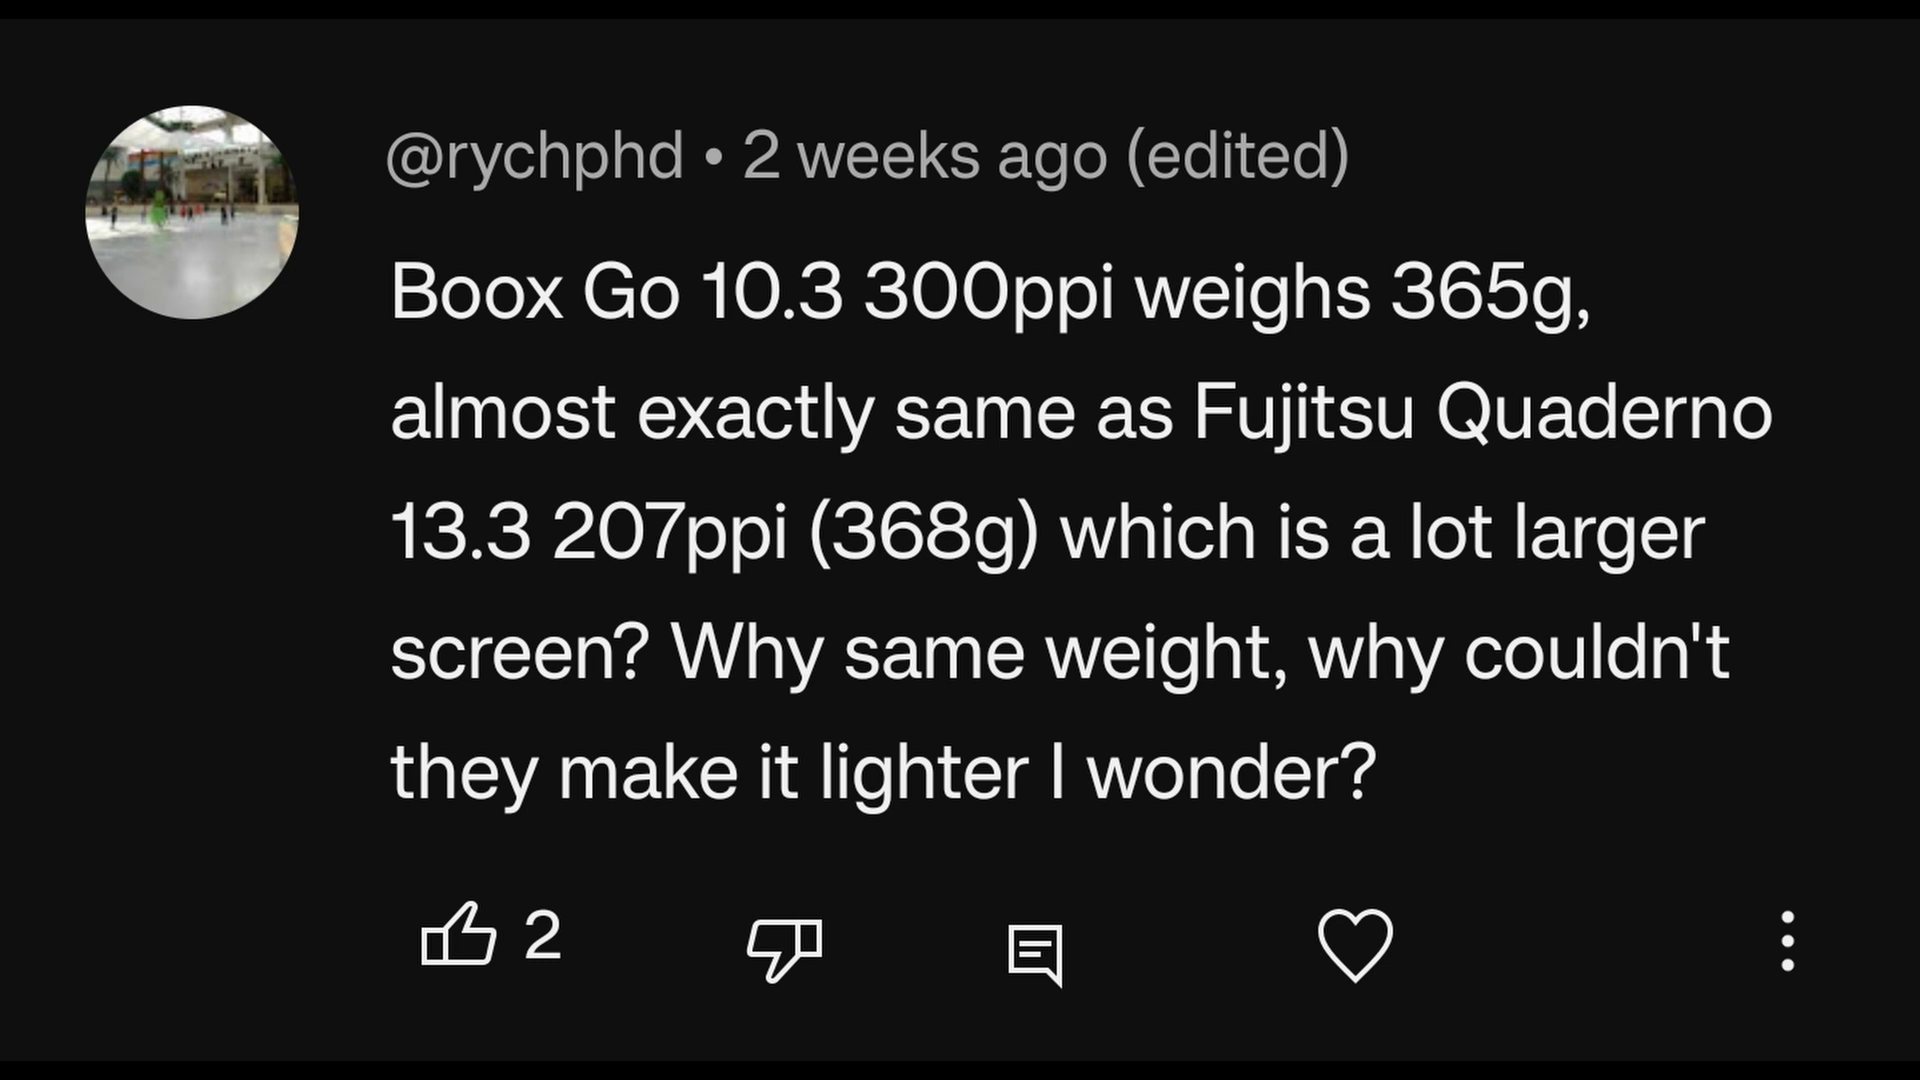 @rychphd • 2 weeks ago (edited)
Boox Go 10.3 300ppi weighs 365g,
almost exactly same as Fujitsu Quaderno
13.3 207ppi (368g) which is a lot larger
screen? Why same weight, why couldn't
they make it lighter I wonder?
2